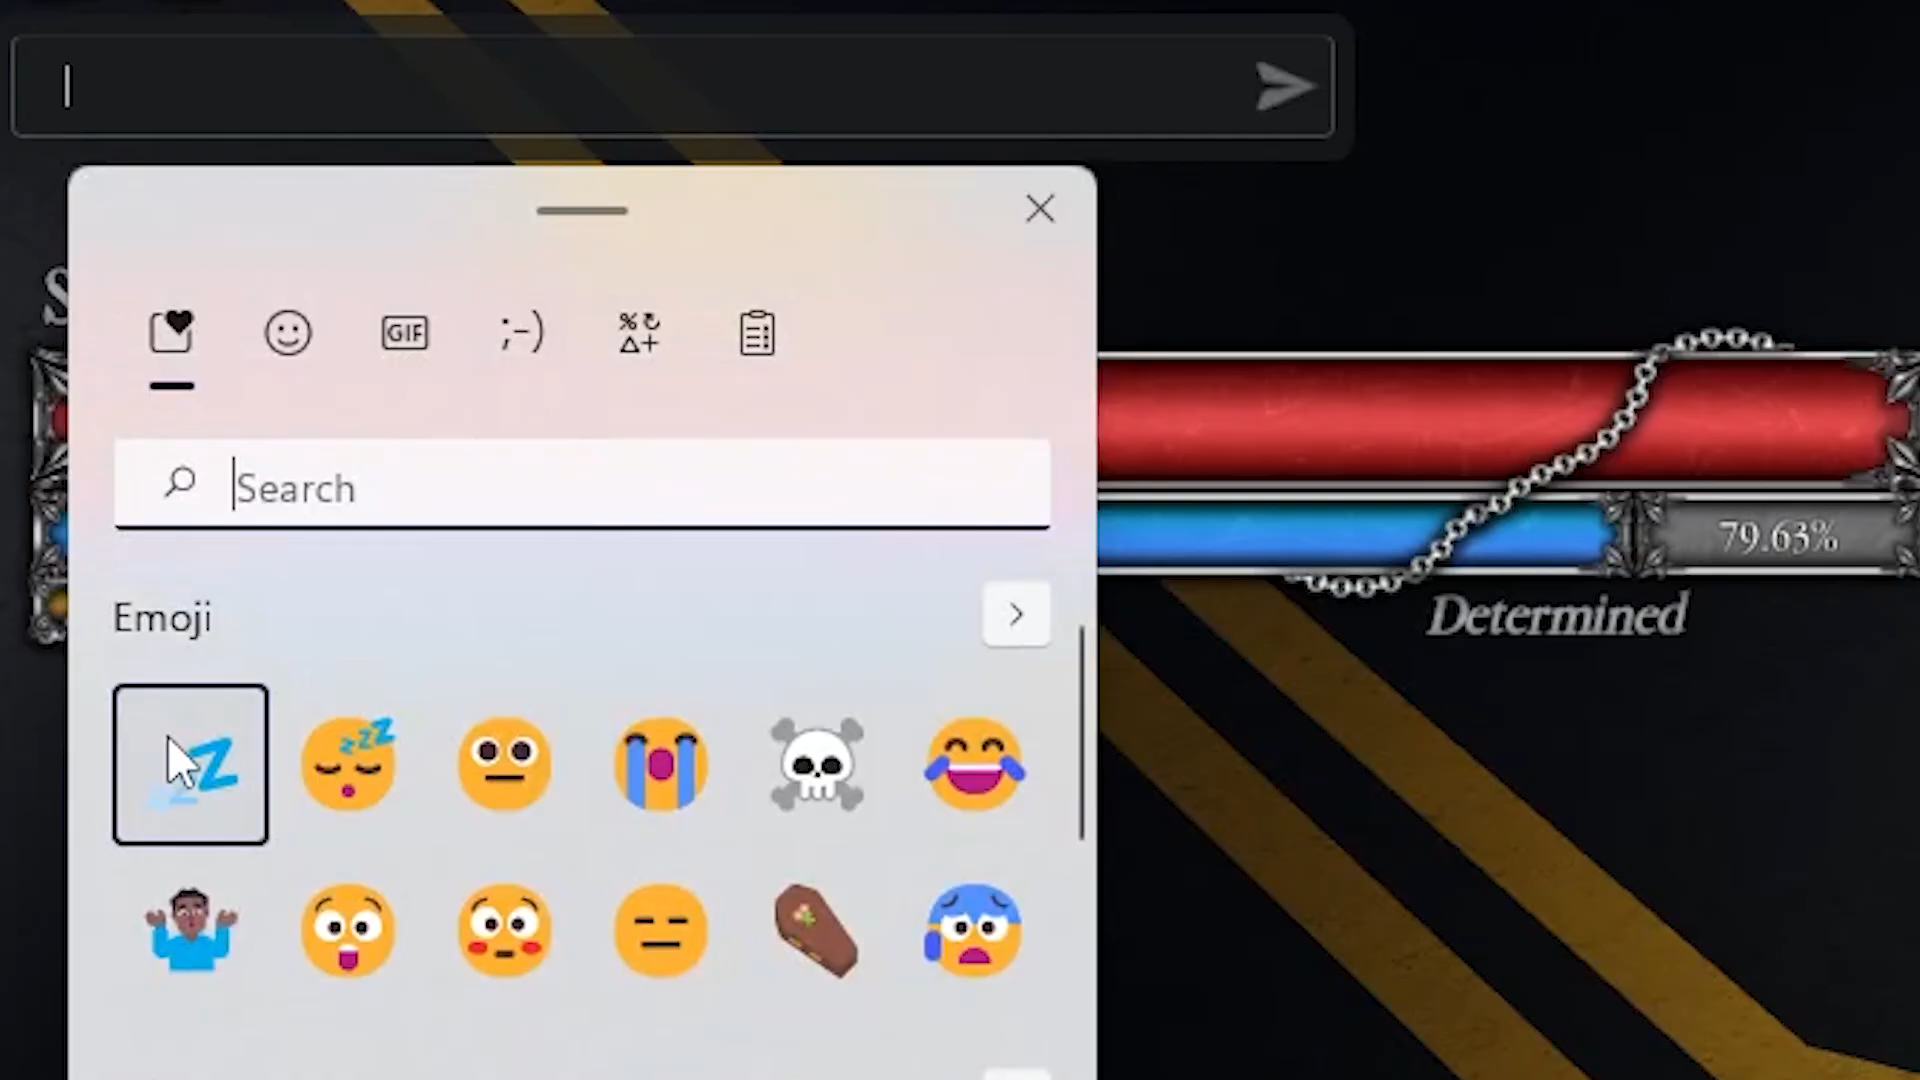 S
GIF
;-)
Search
Emoji
79.63%
Determined